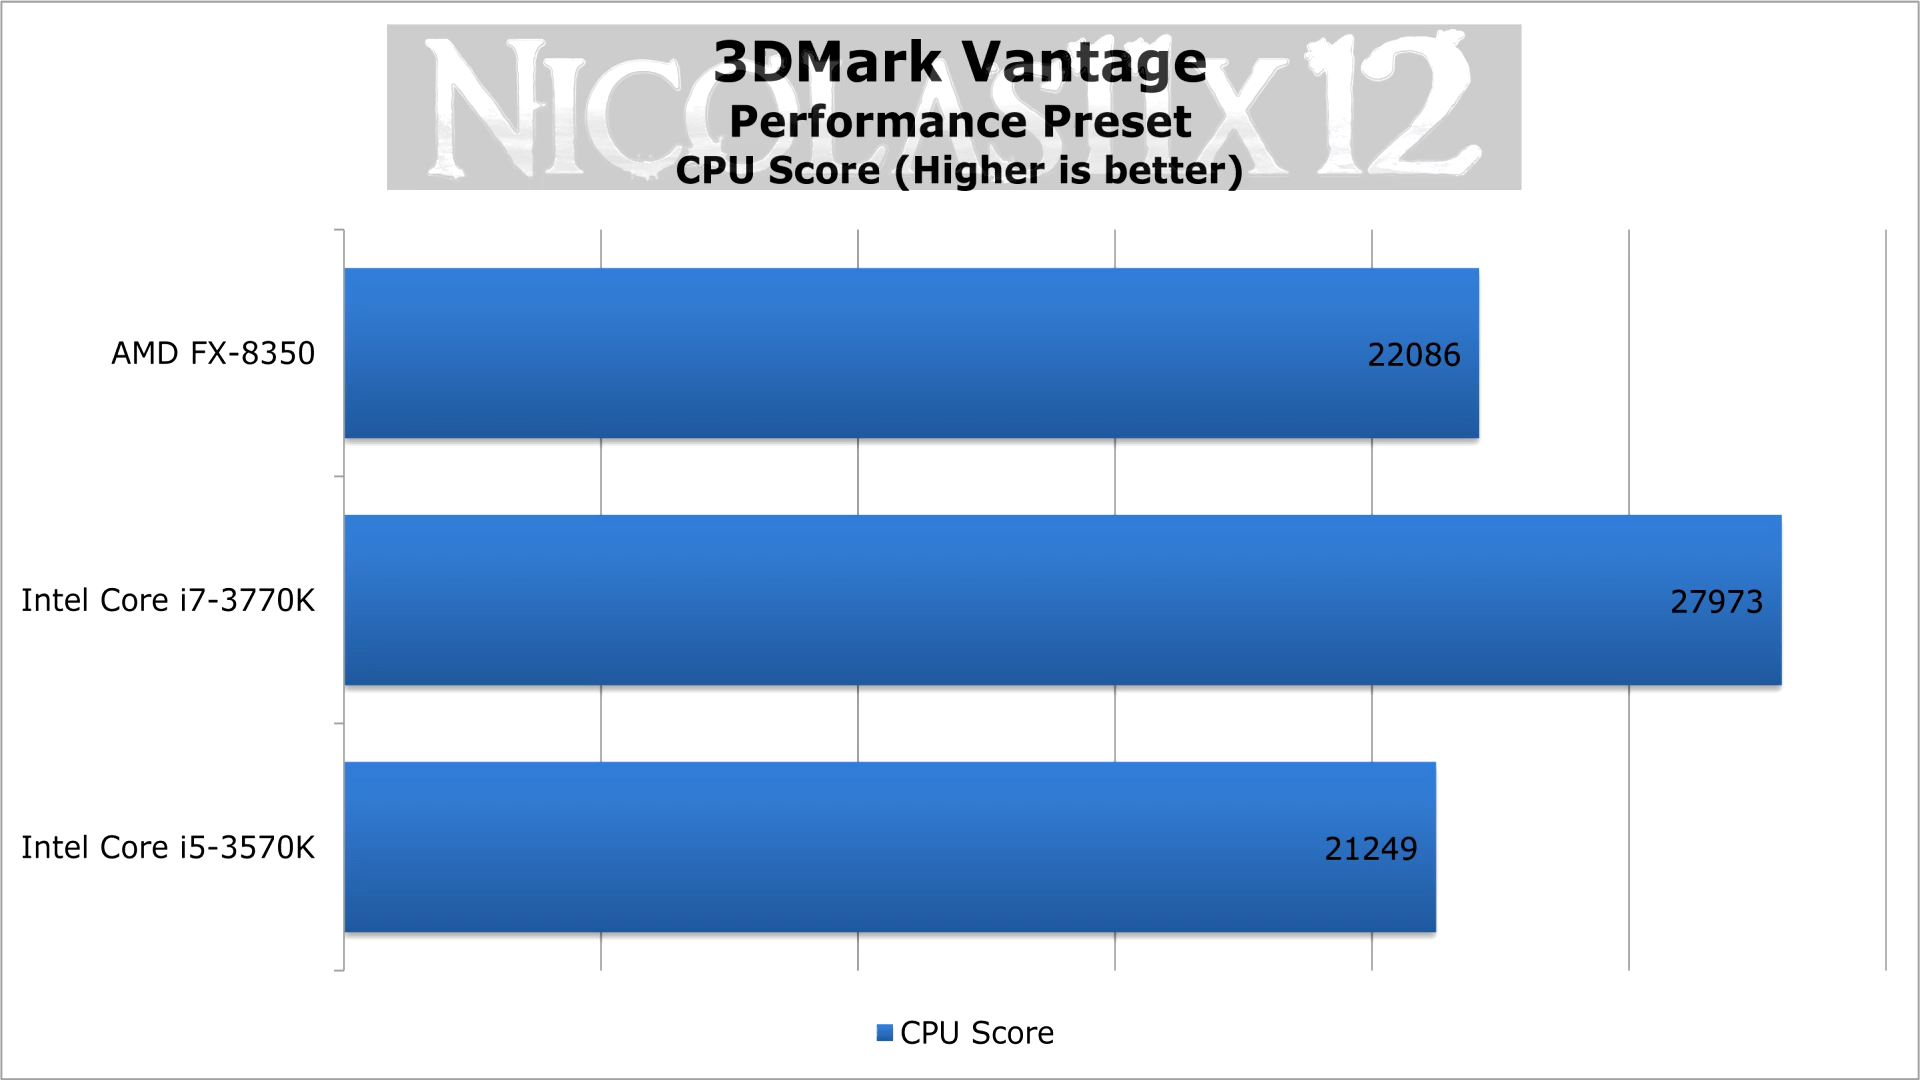 Nicolas11x12
3DMark Vantage
Performance Preset
CPU Score (Higher is better)
AMD FX-8350
22086
Intel Core i7-3770K
27973
Intel Core i5-3570K
21249
CPU Score